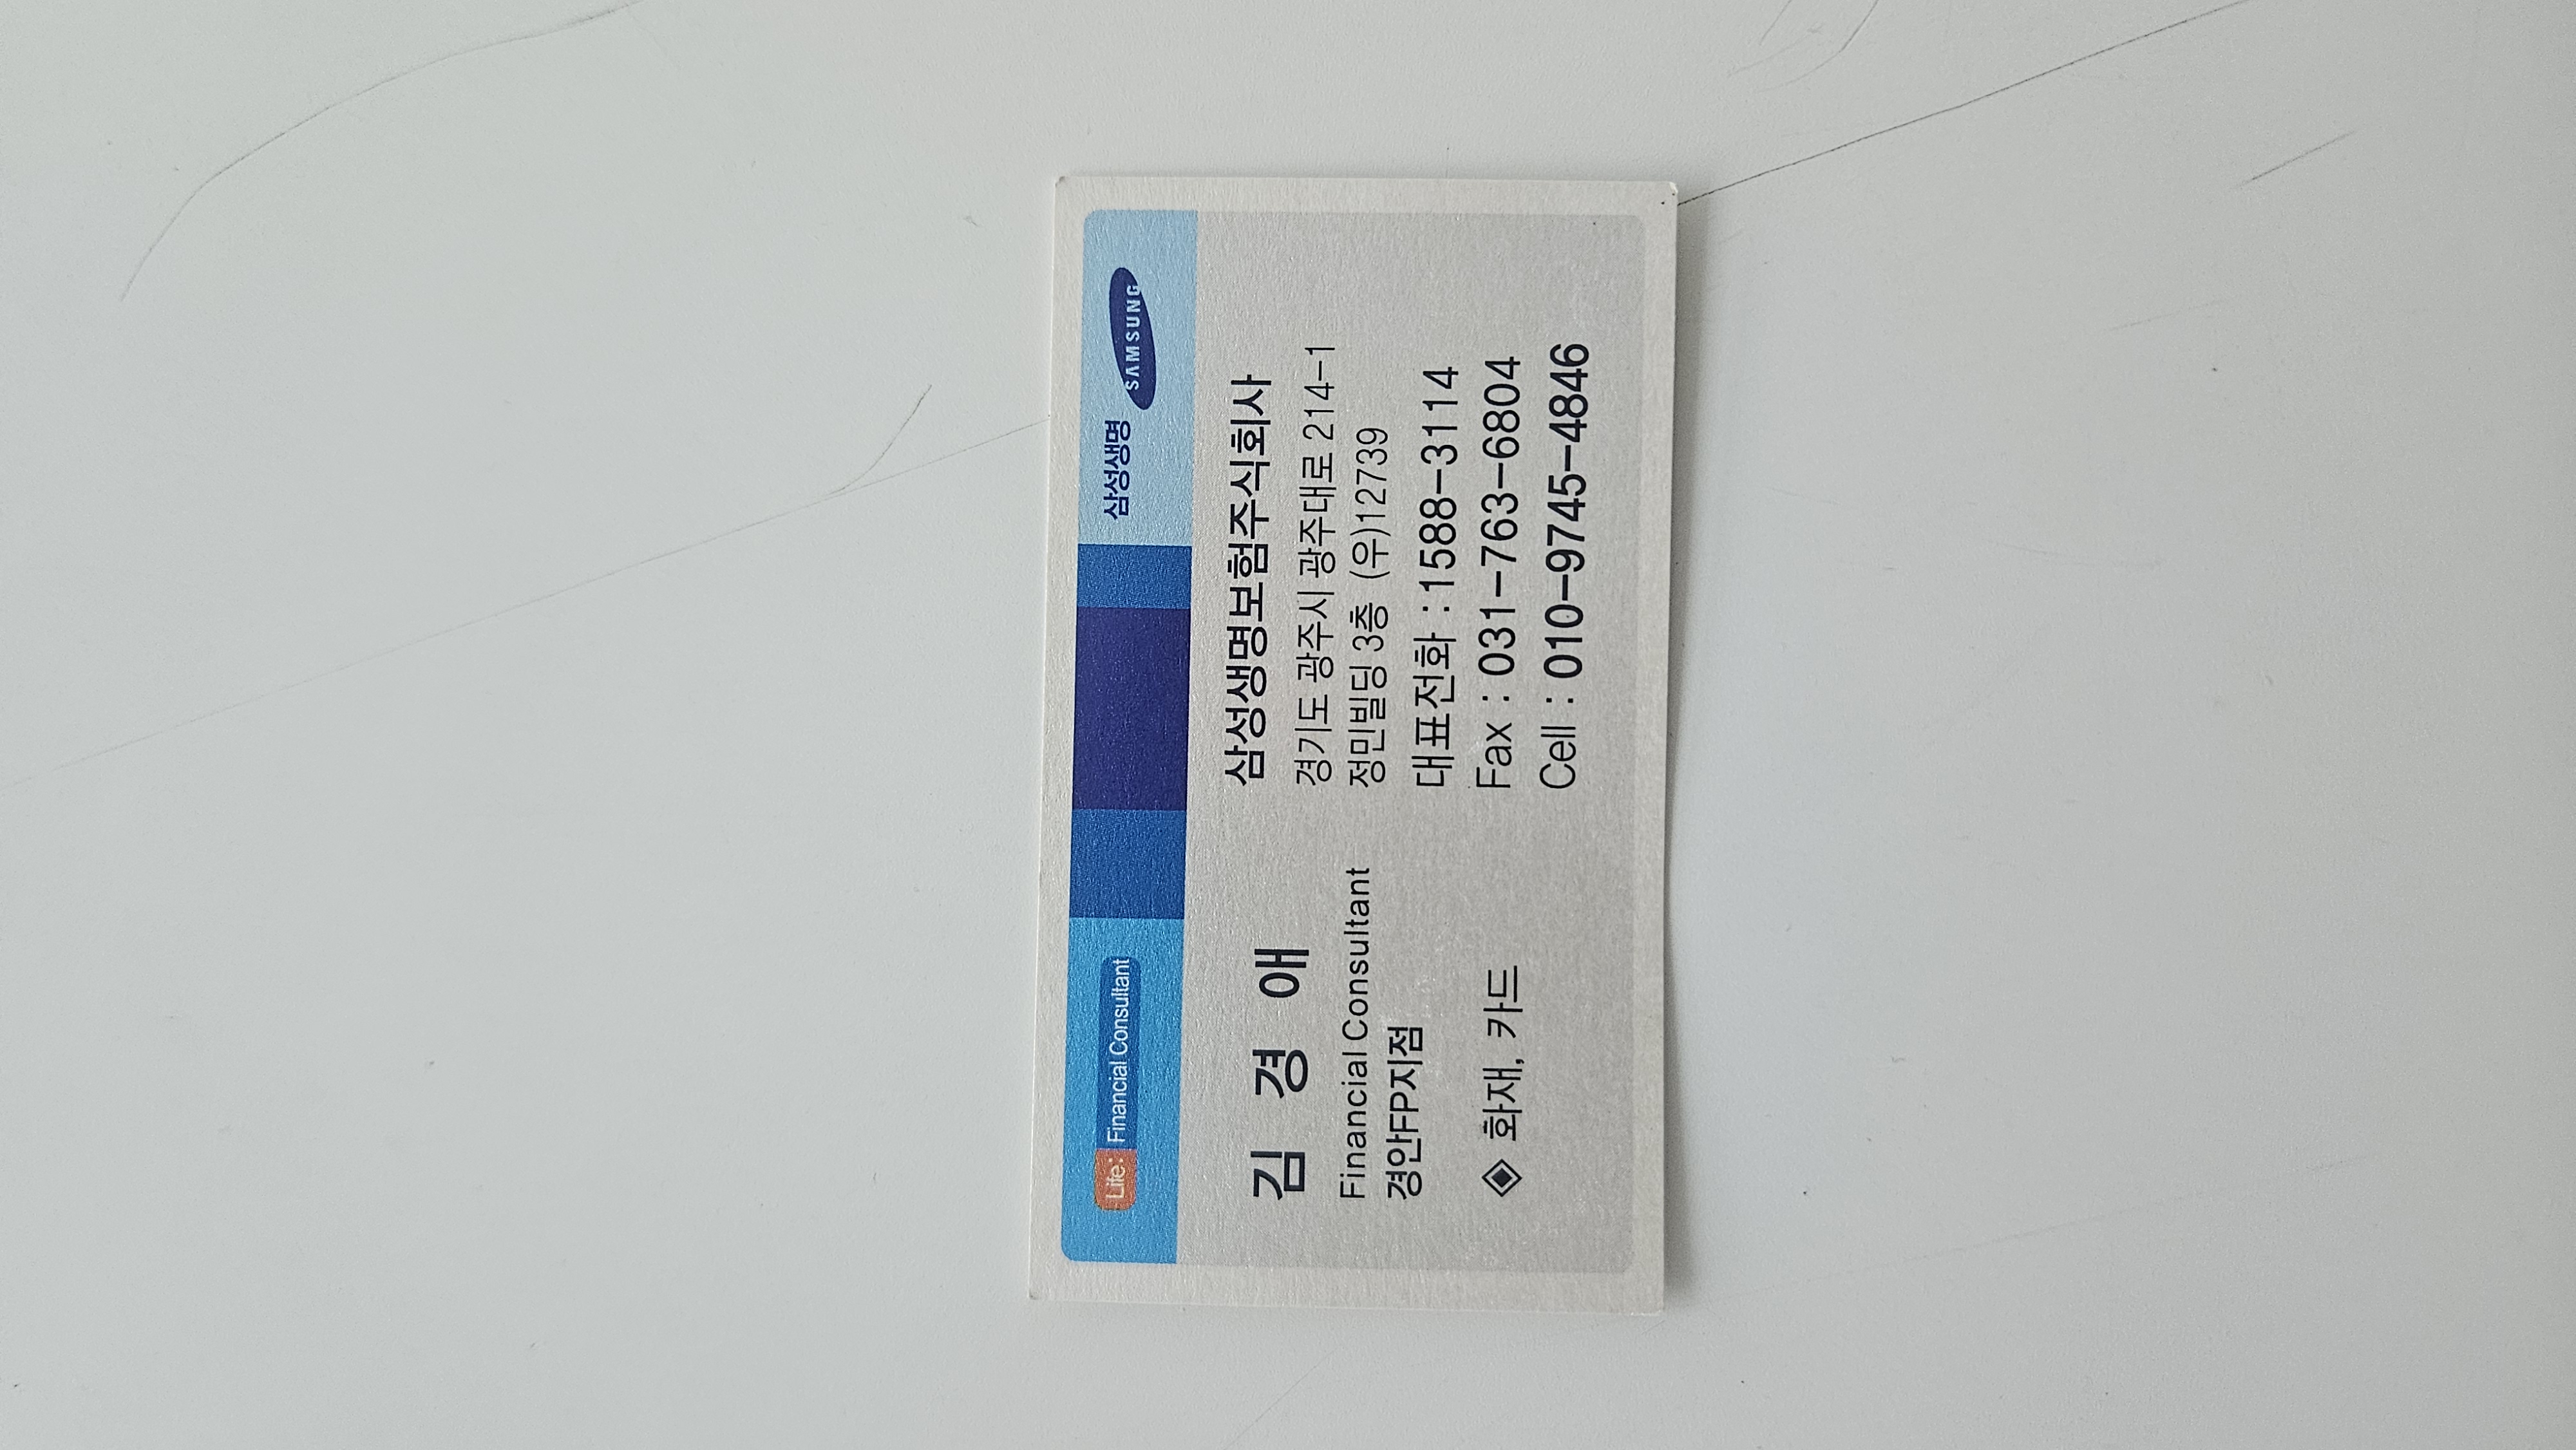 Life: Financial Consultant
삼성생명 SAMSUNG
김 경 애
Financial Consultant
경안FP지점
◈ 화재, 카드
삼성생명보험주식회사
경기도 광주시 광주대로 214-1
정민빌딩 3층 (우)12739
대표전화 : 1588-3114
Fax : 031-763-6804
Cell : 010-9745-4846